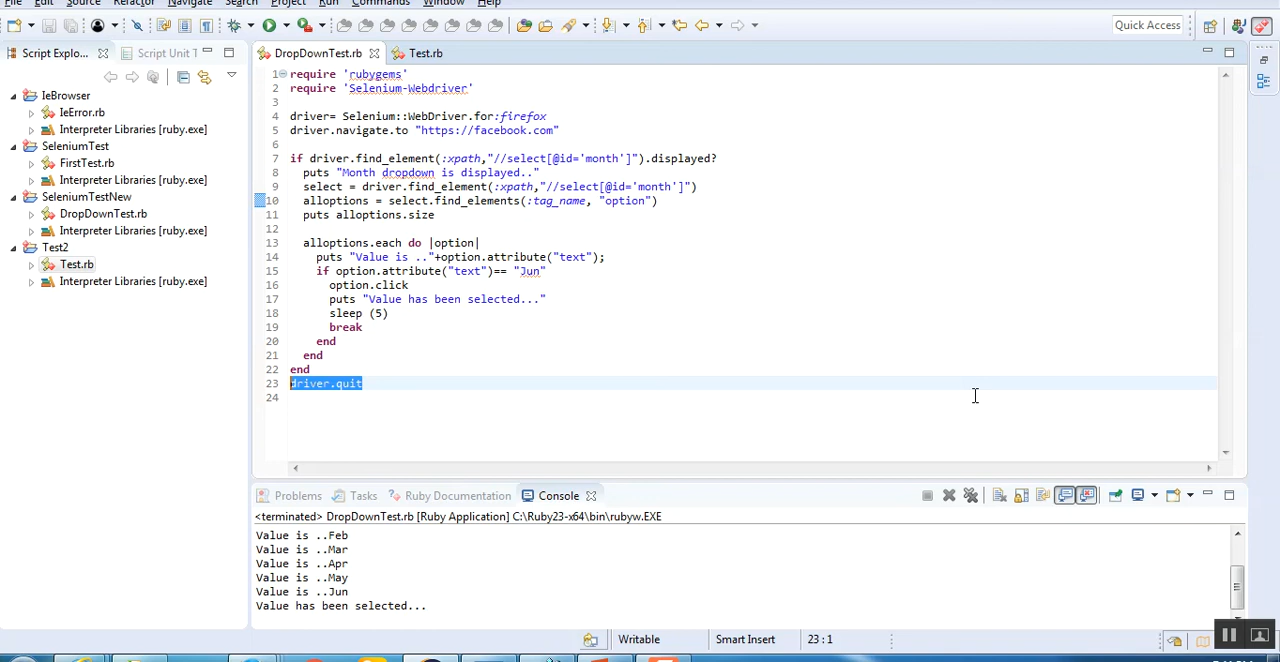 File Edit Source Refactor Navigate Search Project Run Commands Window Help
Quick Access
Script Explo...
Script Unit T
DropDownTest.rb
Test.rb
IeBrowser
IeError.rb
Interpreter Libraries [ruby.exe]
SeleniumTest
FirstTest.rb
Interpreter Libraries [ruby.exe]
SeleniumTestNew
DropDownTest.rb
Interpreter Libraries [ruby.exe]
Test2
Test.rb
Interpreter Libraries [ruby.exe]
1 require 'rubygems'
2 require 'Selenium-Webdriver'
3
4 driver= Selenium::WebDriver.for:firefox
5 driver.navigate.to "https://facebook.com"
6
7 if driver.find_element(:xpath,"//select[@id='month']").displayed?
8 puts "Month dropdown is displayed.."
9 select = driver.find_element(:xpath,"//select[@id='month']")
10 alloptions = select.find_elements(:tag_name, "option")
11 puts alloptions.size
12
13 alloptions.each do |option|
14 puts "Value is .."+option.attribute("text");
15 if option.attribute("text")== "Jun"
16 option.click
17 puts "Value has been selected..."
18 sleep (5)
19 break
20 end
21 end
22 end
23 driver.quit
24
Problems
Tasks
Ruby Documentation
Console
<terminated> DropDownTest.rb [Ruby Application] C:\Ruby23-x64\bin\rubyw.EXE
Value is ..Feb
Value is ..Mar
Value is ..Apr
Value is ..May
Value is ..Jun
Value has been selected...
Writable
Smart Insert
23 : 1